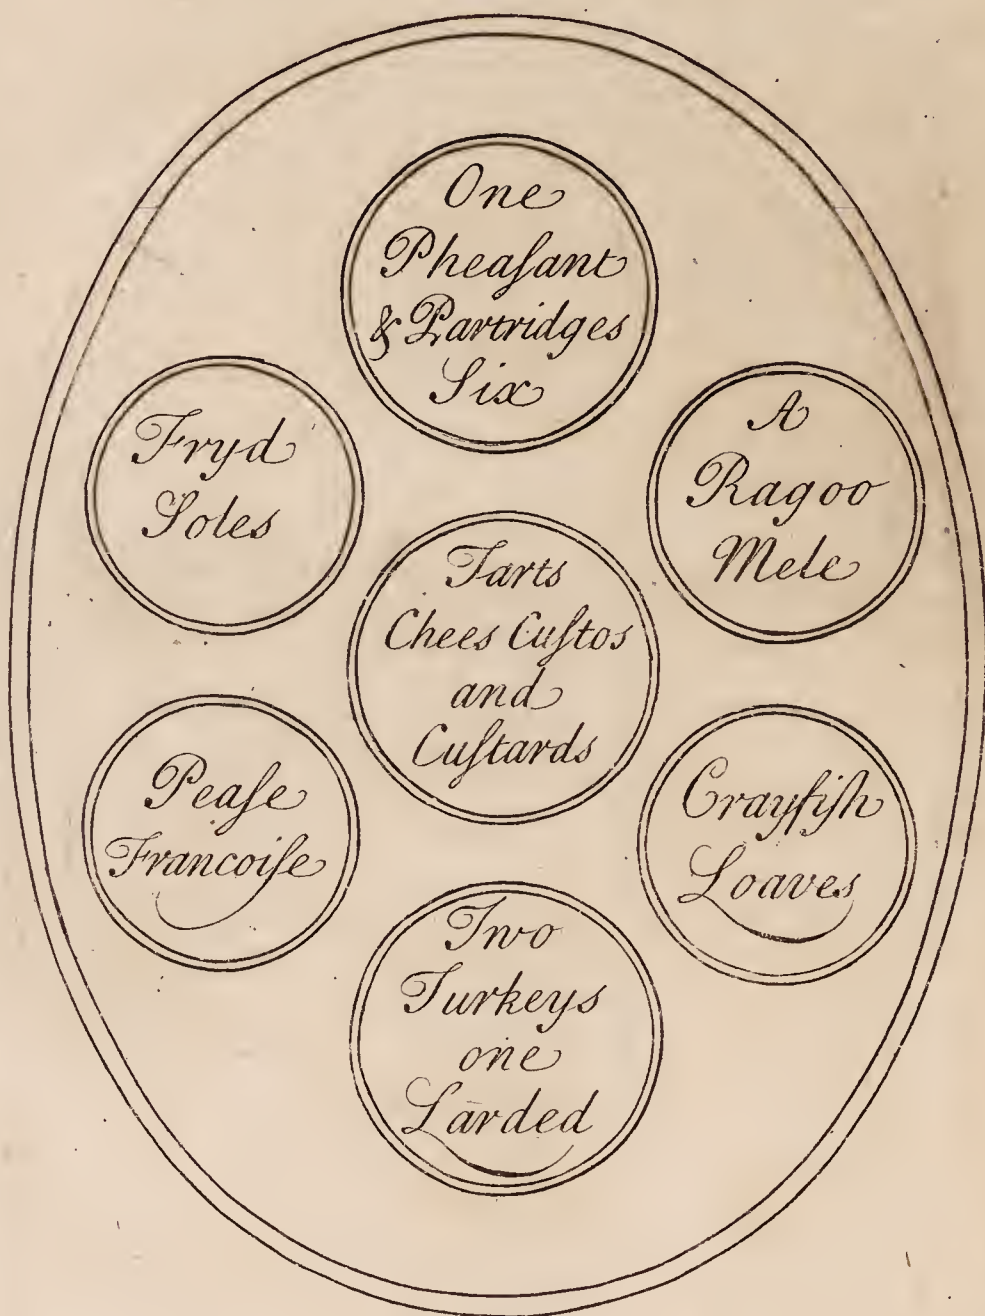 One
Pheaſant
& Partridges
Six
Fryd
Soles
A
Ragoo
Mele
Tarts
Chees Cuſtos
and
Cuſtards
Peaſe
Francoiſe
Crayfiſh
Loaves
Two
Turkeys
one
Larded